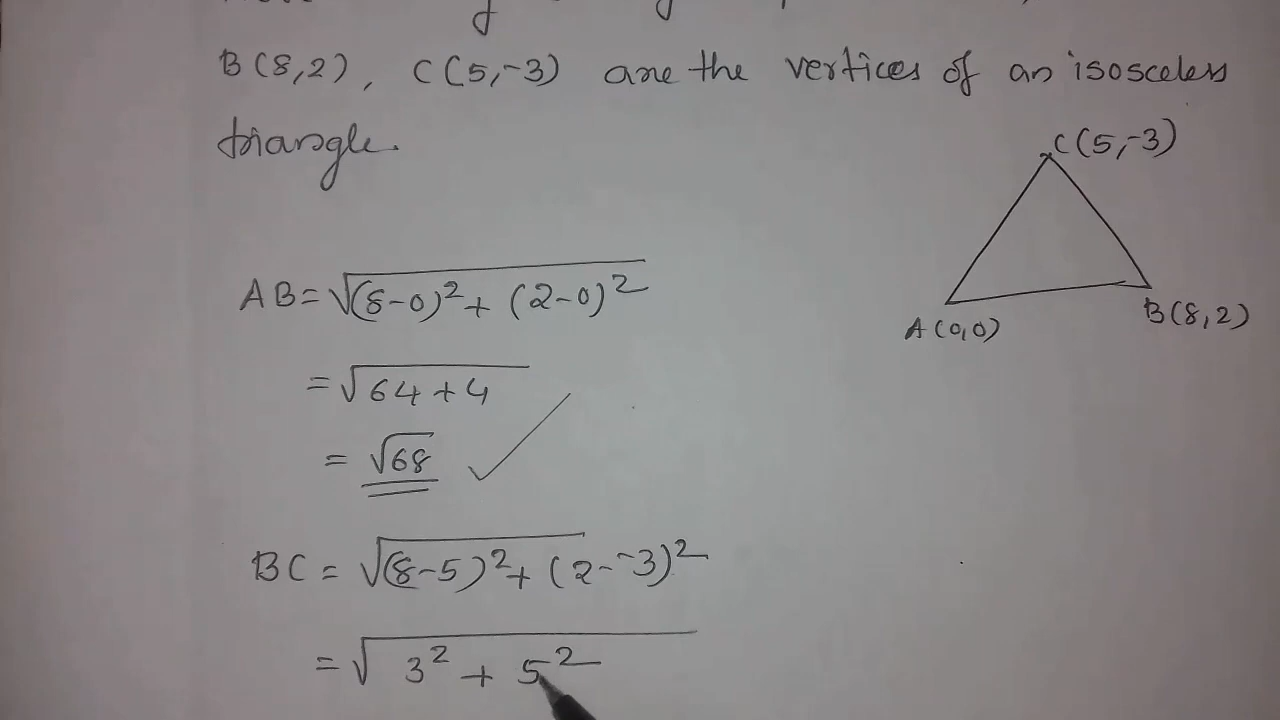 B(8,2), C(5,-3) are the vertices of an isosceles
triangle.
C(5,-3)
A(0,0)
B(8,2)
AB=√(8-0)²+(2-0)²
=√64+4
=√68
BC=√(8-5)²+(2--3)²
=√3²+5²